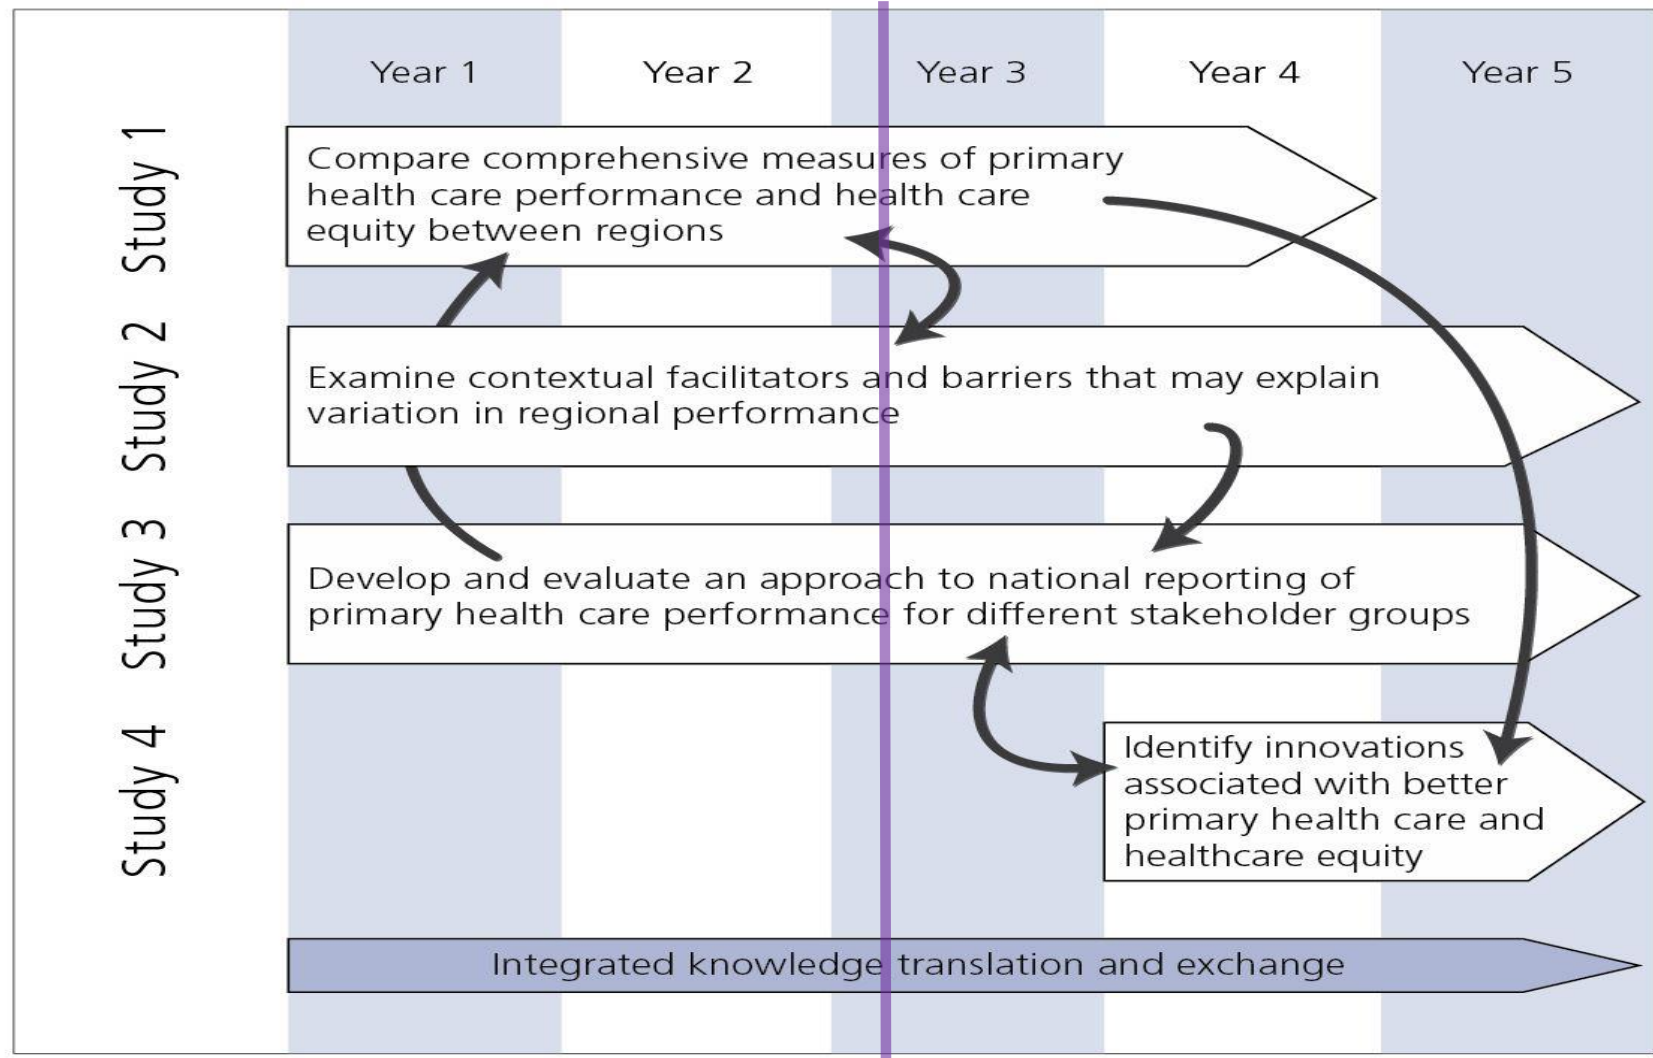 Year 1
Year 2
Year 3
Year 4
Year 5
Study 1
Compare comprehensive measures of primary
health care performance and health care
equity between regions
Study 2
Examine contextual facilitators and barriers that may explain
variation in regional performance
Study 3
Develop and evaluate an approach to national reporting of
primary health care performance for different stakeholder groups
Study 4
Identify innovations
associated with better
primary health care and
healthcare equity
Integrated knowledge translation and exchange